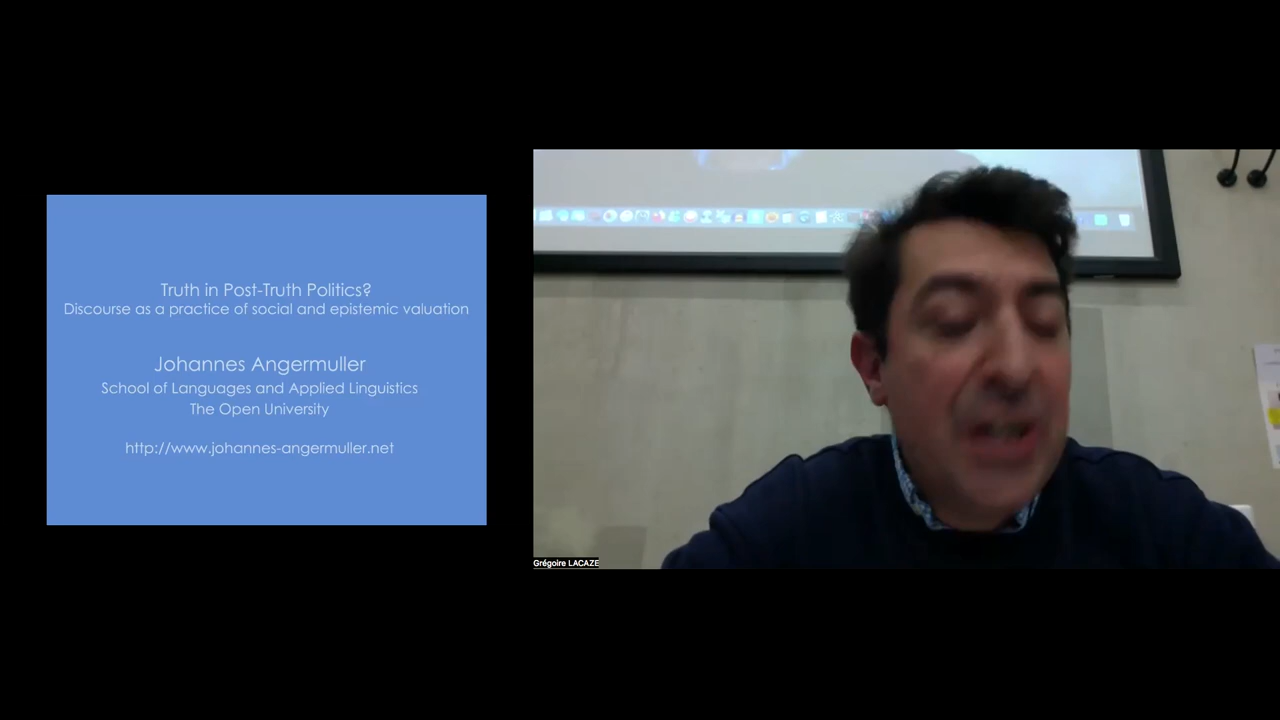 Truth in Post-Truth Politics?
Discourse as a practice of social and epistemic valuation
Johannes Angermuller
School of Languages and Applied Linguistics
The Open University
http://www.johannes-angermuller.net
Grégoire LACAZE